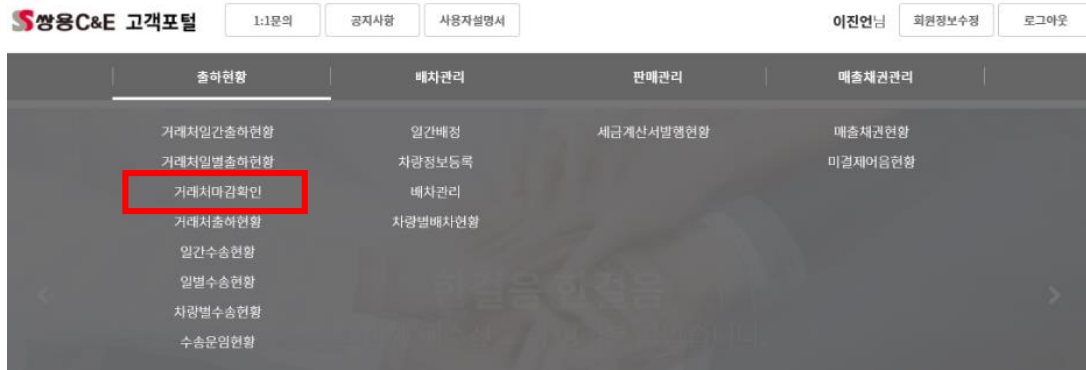 쌍용C&E 고객포털 1:1문의 공지사항 사용자설명서 이진언님 회원정보수정 로그아웃
출하현황 배차관리 판매관리 매출채권관리
거래처일간출하현황 일간배정 세금계산서발행현황 매출채권현황
거래처일별출하현황 차량정보등록 미결제어음현황
거래처마감확인 배차관리
거래처출하현황 차량별배차현황
일간수송현황
일별수송현황
차량별수송현황
수송운임현황
한걸음 한걸음